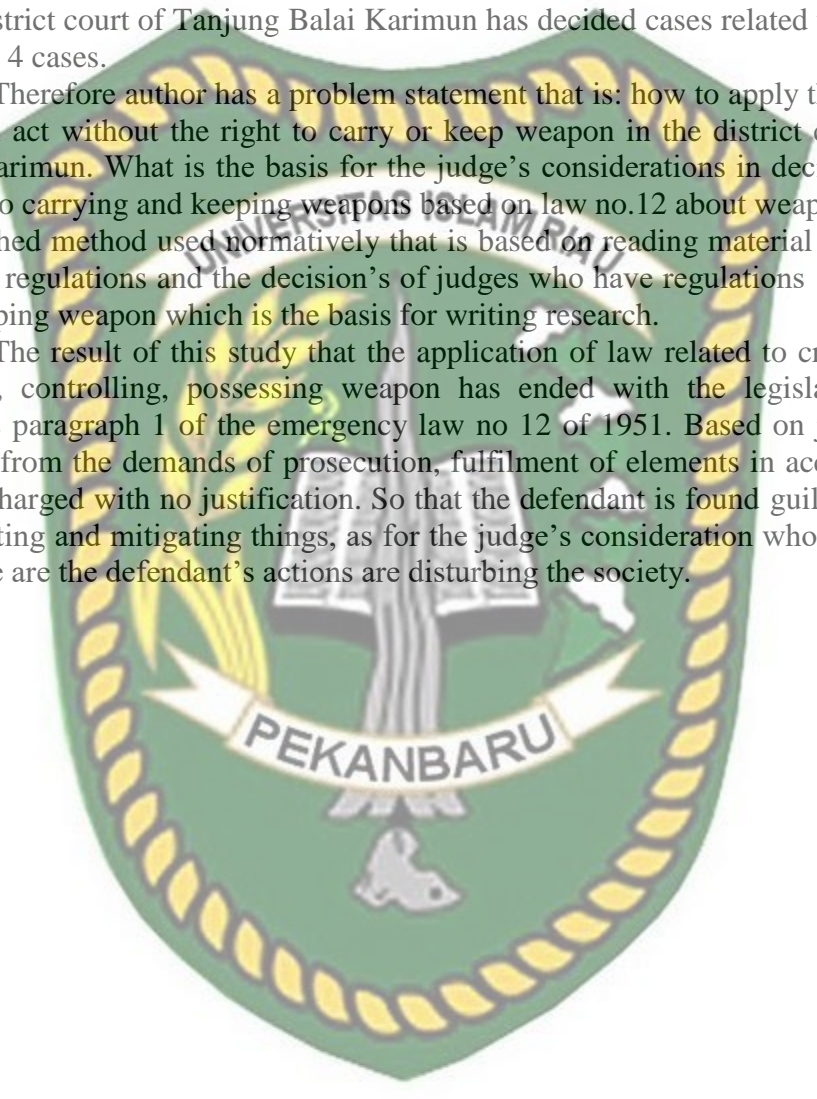 strict court of Tanjung Balai Karimun has decided cases related
4 cases.
Therefore author has a problem statement that is: how to apply
act without the right to carry or keep weapon in the district
arimun. What is the basis for the judge's considerations in
o carrying and keeping weapons based on law no.12 about
hed method used normatively that is based on reading material
regulations and the decision's of judges who have regulations
ping weapon which is the basis for writing research.
The result of this study that the application of law related to
, controlling, possessing weapon has ended with the
paragraph 1 of the emergency law no 12 of 1951. Based on
from the demands of prosecution, fulfilment of elements in
harged with no justification. So that the defendant is found
ting and mitigating things, as for the judge's consideration who
e are the defendant's actions are disturbing the society.
UNIVERSITAS ISLAM RIAU
PEKANBARU